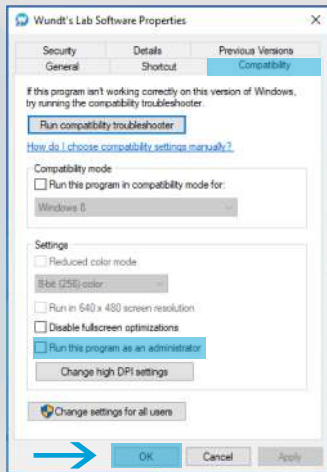 Wundt's Lab Software Properties
Security Details Previous Versions
General Shortcut Compatibility
If this program isn't working correctly on this version of Windows,
try running the compatibility troubleshooter.
Run compatibility troubleshooter
How do I choose compatibility settings manually?
Compatibility mode
Run this program in compatibility mode for:
Windows 8
Settings
Reduced color mode
8-bit (256) color
Run in 640 x 480 screen resolution
Disable fullscreen optimizations
Run this program as an administrator
Change high DPI settings
Change settings for all users
OK Cancel Apply